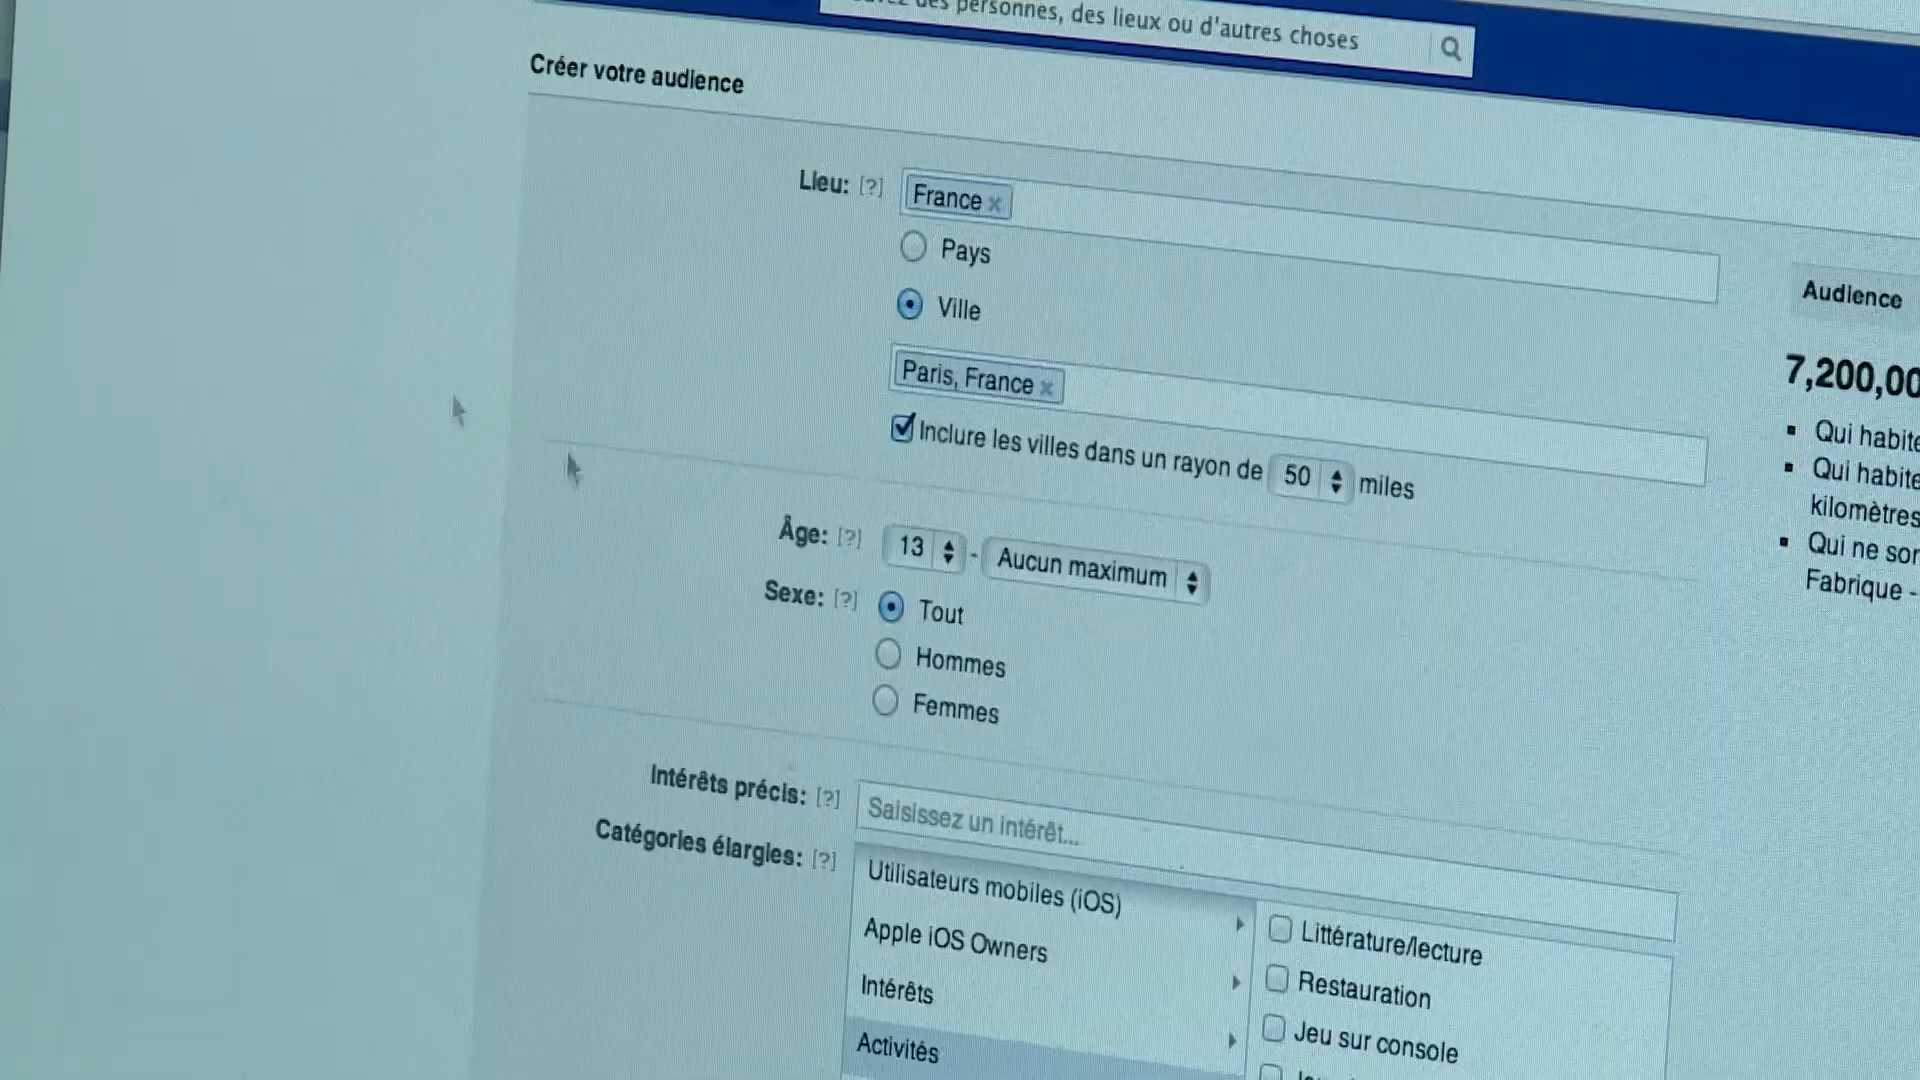 des personnes, des lieux ou d'autres choses
Créer votre audience
Lieu: [?]
France x
Pays
Ville
Paris, France x
Inclure les villes dans un rayon de 50 miles
Âge: [?] 13 - Aucun maximum
Sexe: [?] Tout
Hommes
Femmes
Intérêts précis: [?] Saisissez un intérêt...
Catégories élargies: [?]
Utilisateurs mobiles (iOS)
Apple iOS Owners
Intérêts
Activités
Littérature/lecture
Restauration
Jeu sur console
Audience
7,200,00
Qui habite
Qui habite
kilomètres
Qui ne
Fabrique -